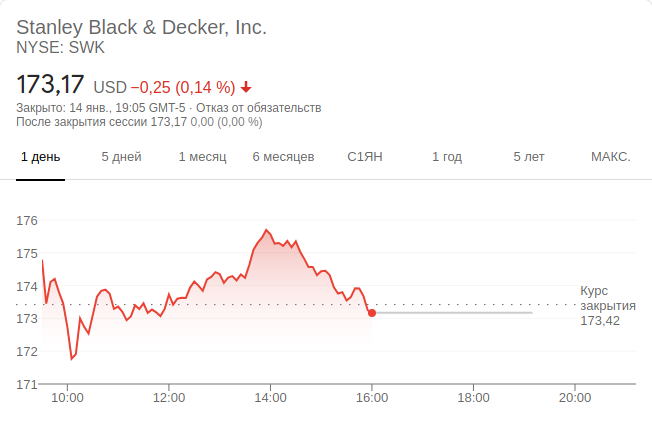 Stanley Black & Decker, Inc.
NYSE: SWK
173,17 USD −0,25 (0,14 %)
Закрыто: 14 янв., 19:05 GMT-5 · Отказ от обязательств
После закрытия сессии 173,17 0,00 (0,00 %)
1 день 5 дней 1 месяц 6 месяцев С1ЯН 1 год 5 лет МАКС.
176
175
174
173
172
171
Курс
закрытия
173,42
10:00 12:00 14:00 16:00 18:00 20:00